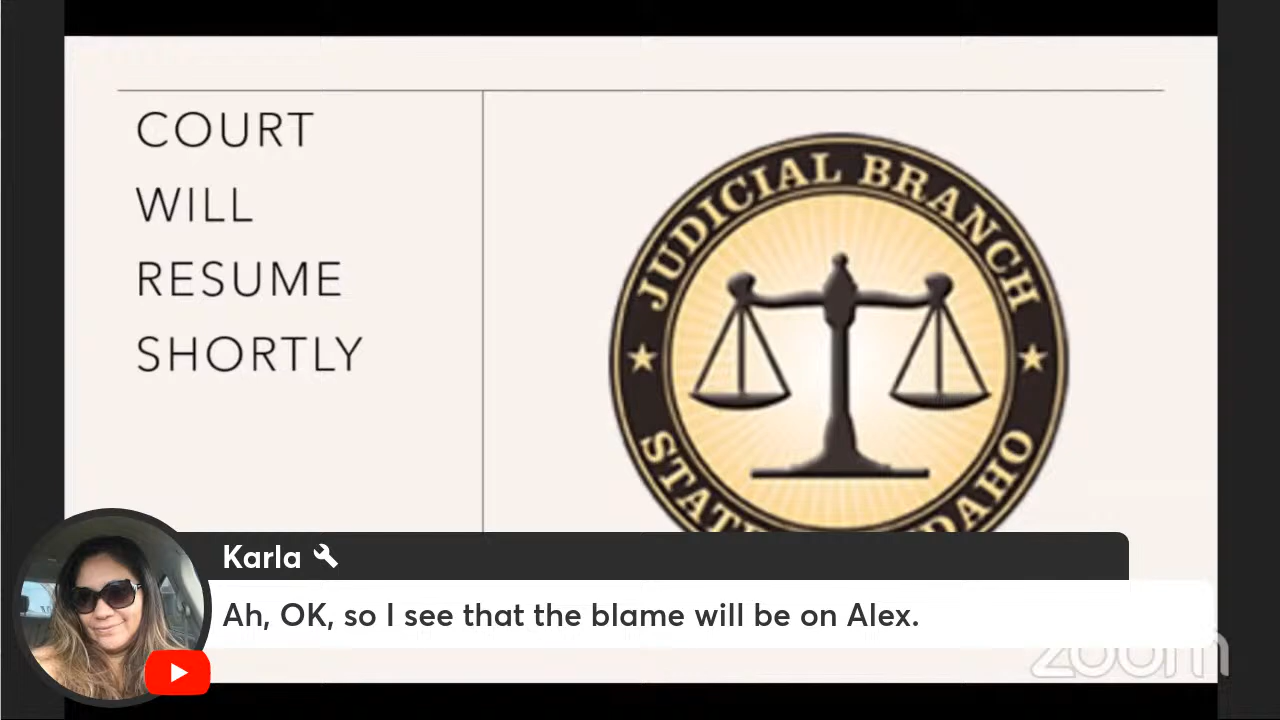 COURT
WILL
RESUME
SHORTLY
JUDICIAL BRANCH
Karla
Ah, OK, so I see that the blame will be on Alex.
zoom